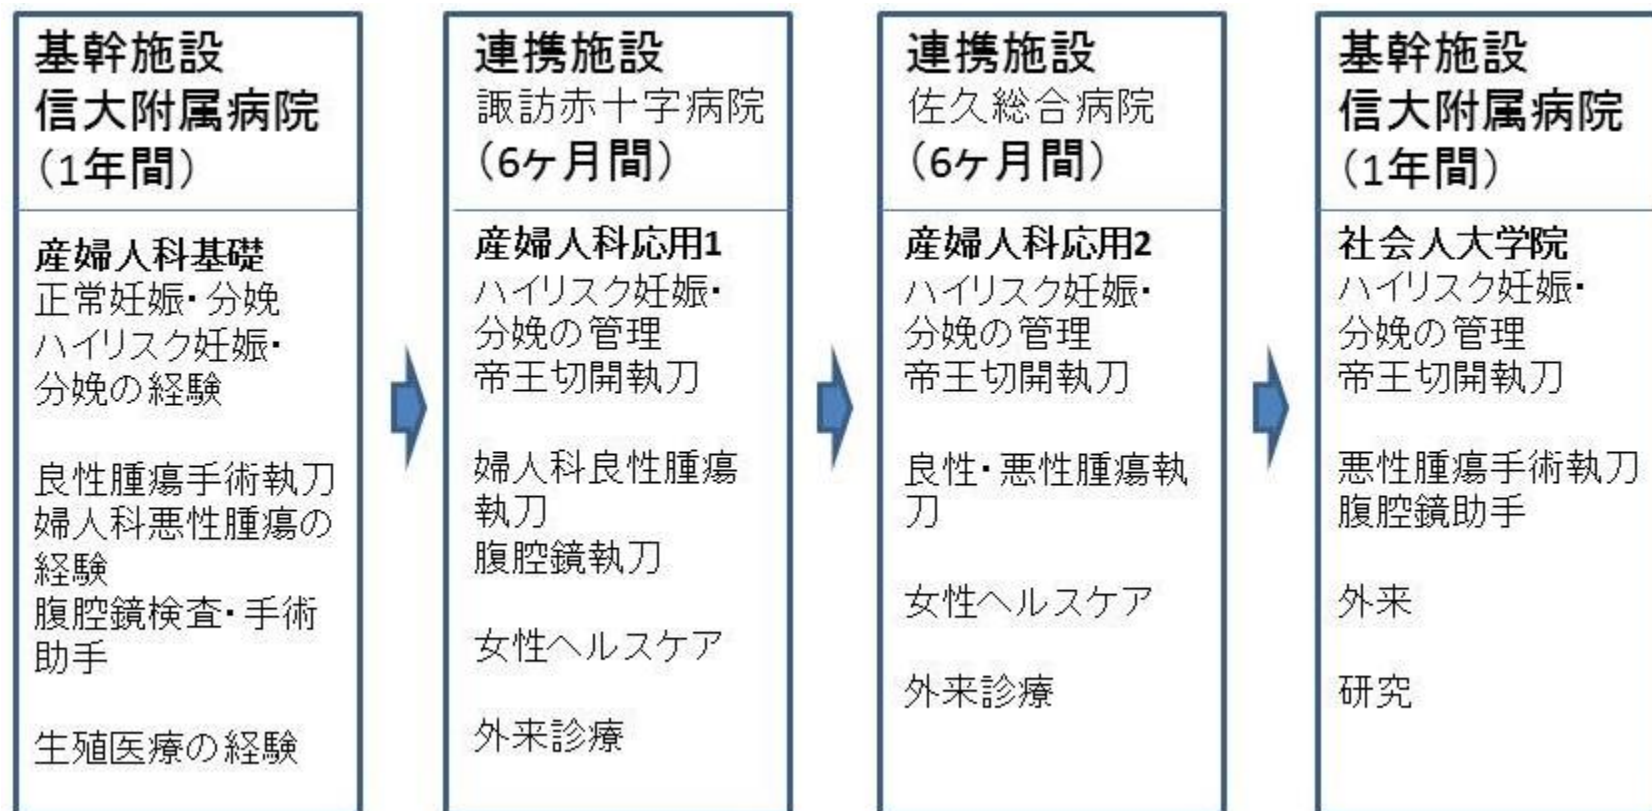 基幹施設
信大附属病院
(1年間)
産婦人科基礎
正常妊娠・分娩
ハイリスク妊娠・
分娩の経験
良性腫瘍手術執刀
婦人科悪性腫瘍の
経験
腹腔鏡検査・手術
助手
生殖医療の経験
連携施設
諏訪赤十字病院
(6ヶ月間)
産婦人科応用1
ハイリスク妊娠・
分娩の管理
帝王切開執刀
婦人科良性腫瘍
執刀
腹腔鏡執刀
女性ヘルスケア
外来診療
連携施設
佐久総合病院
(6ヶ月間)
産婦人科応用2
ハイリスク妊娠・
分娩の管理
帝王切開執刀
良性・悪性腫瘍執
刀
女性ヘルスケア
外来診療
基幹施設
信大附属病院
(1年間)
社会人大学院
ハイリスク妊娠・
分娩の管理
帝王切開執刀
悪性腫瘍手術執刀
腹腔鏡助手
外来
研究